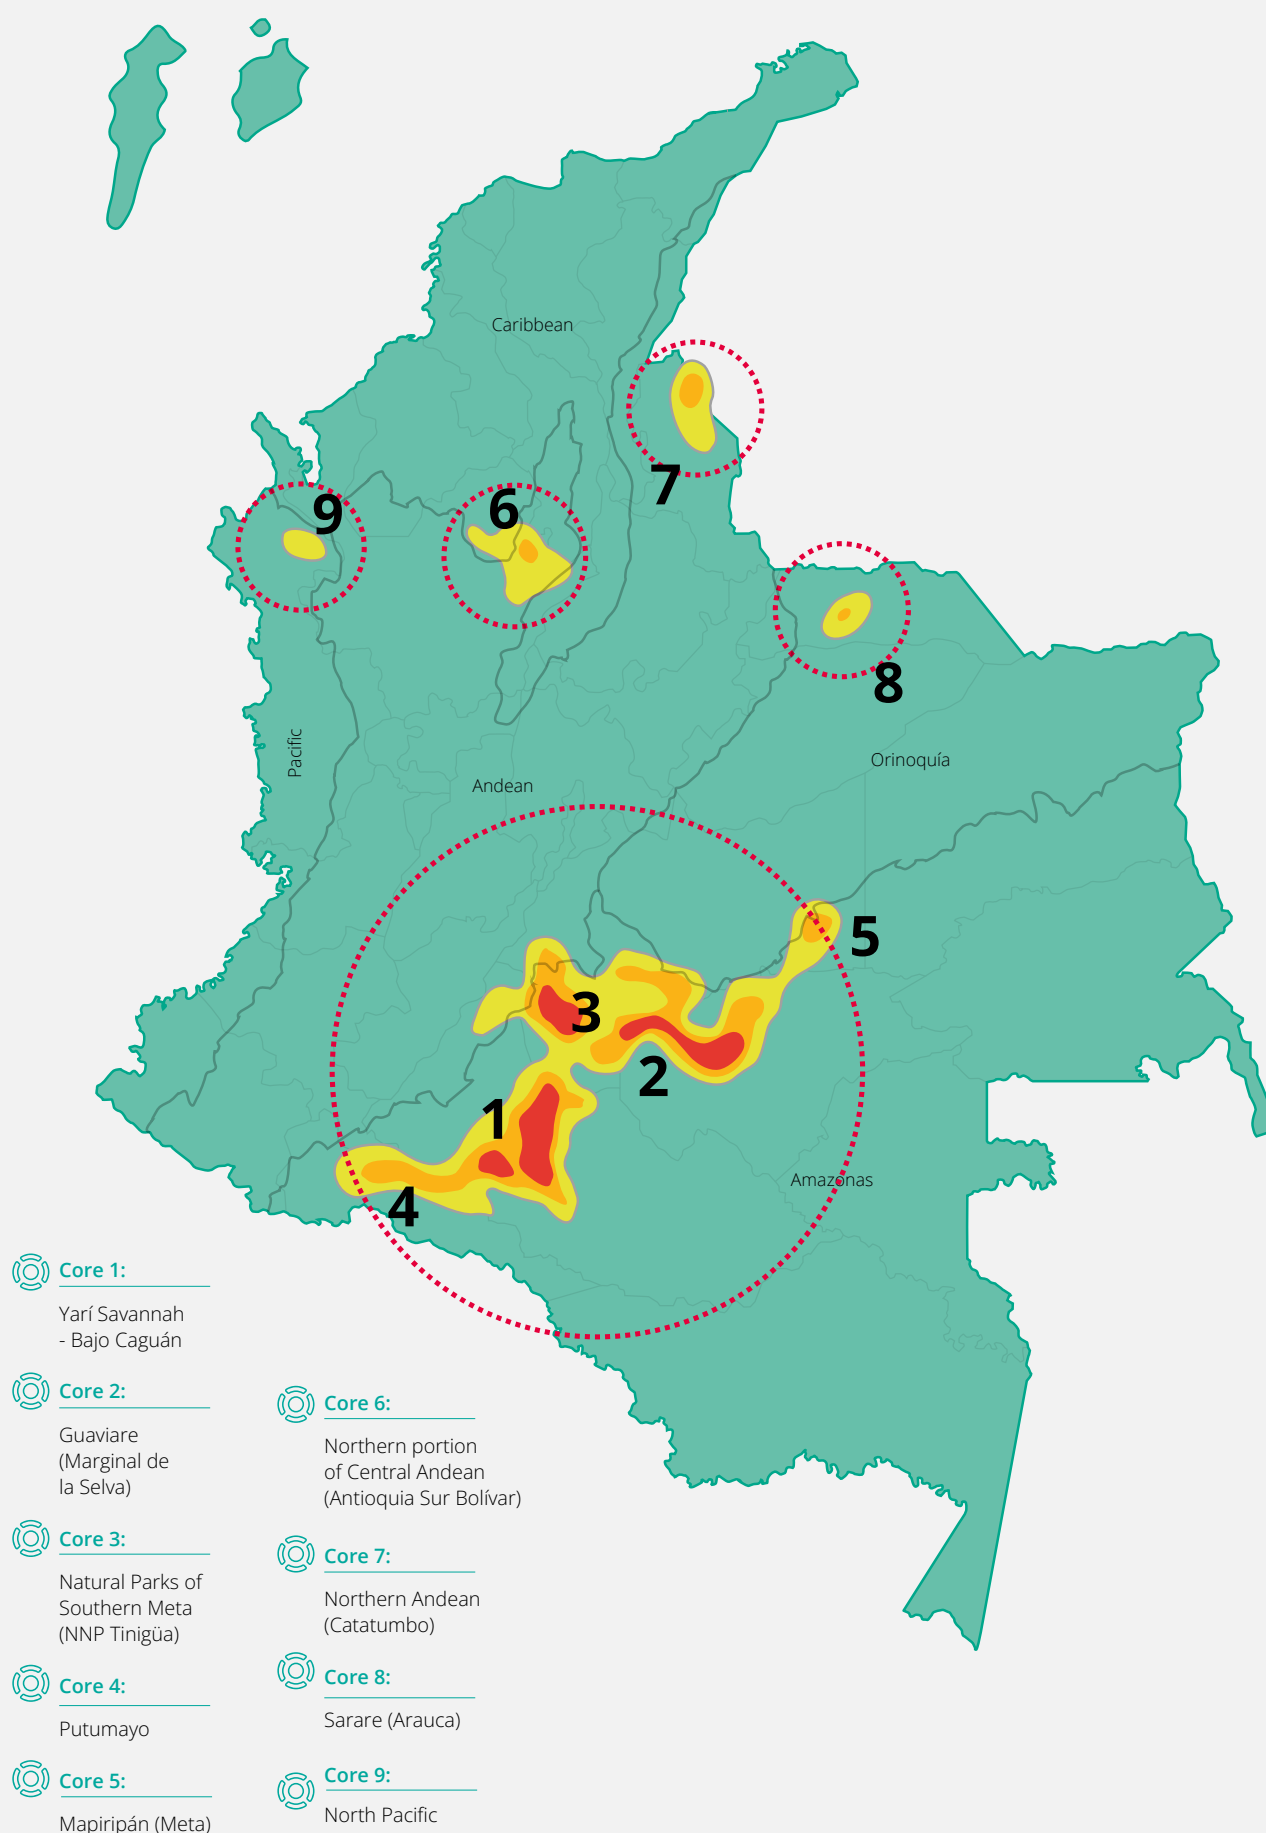 Caribbean
7
6
9
8
Pacific
Orinoquía
Andean
5
3
2
1
Amazonas
4
Core 1:
Yarí Savannah
- Bajo Caguán
Core 2:
Guaviare
(Marginal de
la Selva)
Core 3:
Natural Parks of
Southern Meta
(NNP Tinigüa)
Core 4:
Putumayo
Core 5:
Mapiripán (Meta)
Core 6:
Northern portion
of Central Andean
(Antioquia Sur Bolívar)
Core 7:
Northern Andean
(Catatumbo)
Core 8:
Sarare (Arauca)
Core 9:
North Pacific